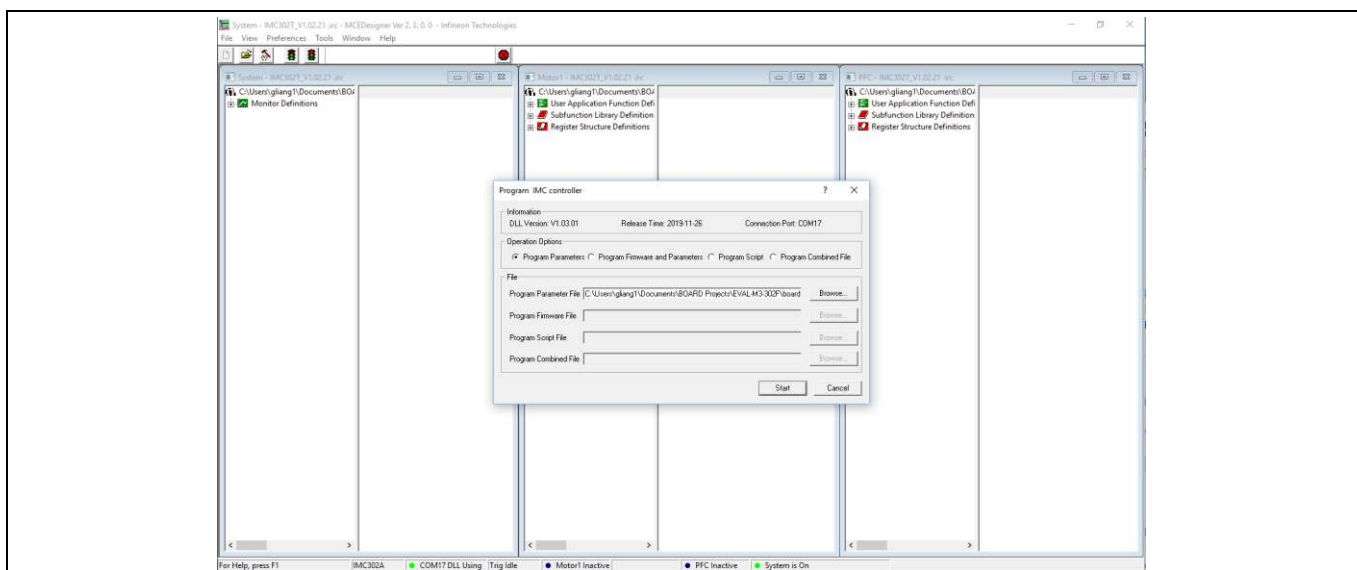 System - IMC302T_V1.02.21 .irc - MCEDesigner Ver 2. 3. 0. 0 - Infineon Technologies
File View Preferences Tools Window Help
System - IMC302T_V1.02.21 .irc
C:\Users\gliang1\Documents\BOA
Monitor Definitions
Motor1 - IMC302T_V1.02.21 .irc
C:\Users\gliang1\Documents\BOA
User Application Function Defi
Subfunction Library Definition
Register Structure Definitions
PFC - IMC302T_V1.02.21 .irc
C:\Users\gliang1\Documents\BOA
User Application Function Defi
Subfunction Library Definition
Register Structure Definitions
Program IMC controller
Information
DLL Version: V1.03.01 Release Time: 2019-11-26 Connection Port: COM17
Operation Options
Program Parameters Program Firmware and Parameters Program Script Program Combined File
File
Program Parameter File C:\Users\gliang1\Documents\BOARD Projects\EVAL-M3-302F\board Browse...
Program Firmware File Browse...
Program Script File Browse...
Program Combined File Browse...
Start Cancel
For Help, press F1 IMC302A COM17 DLL Using Trig Idle Motor1 Inactive PFC Inactive System is On